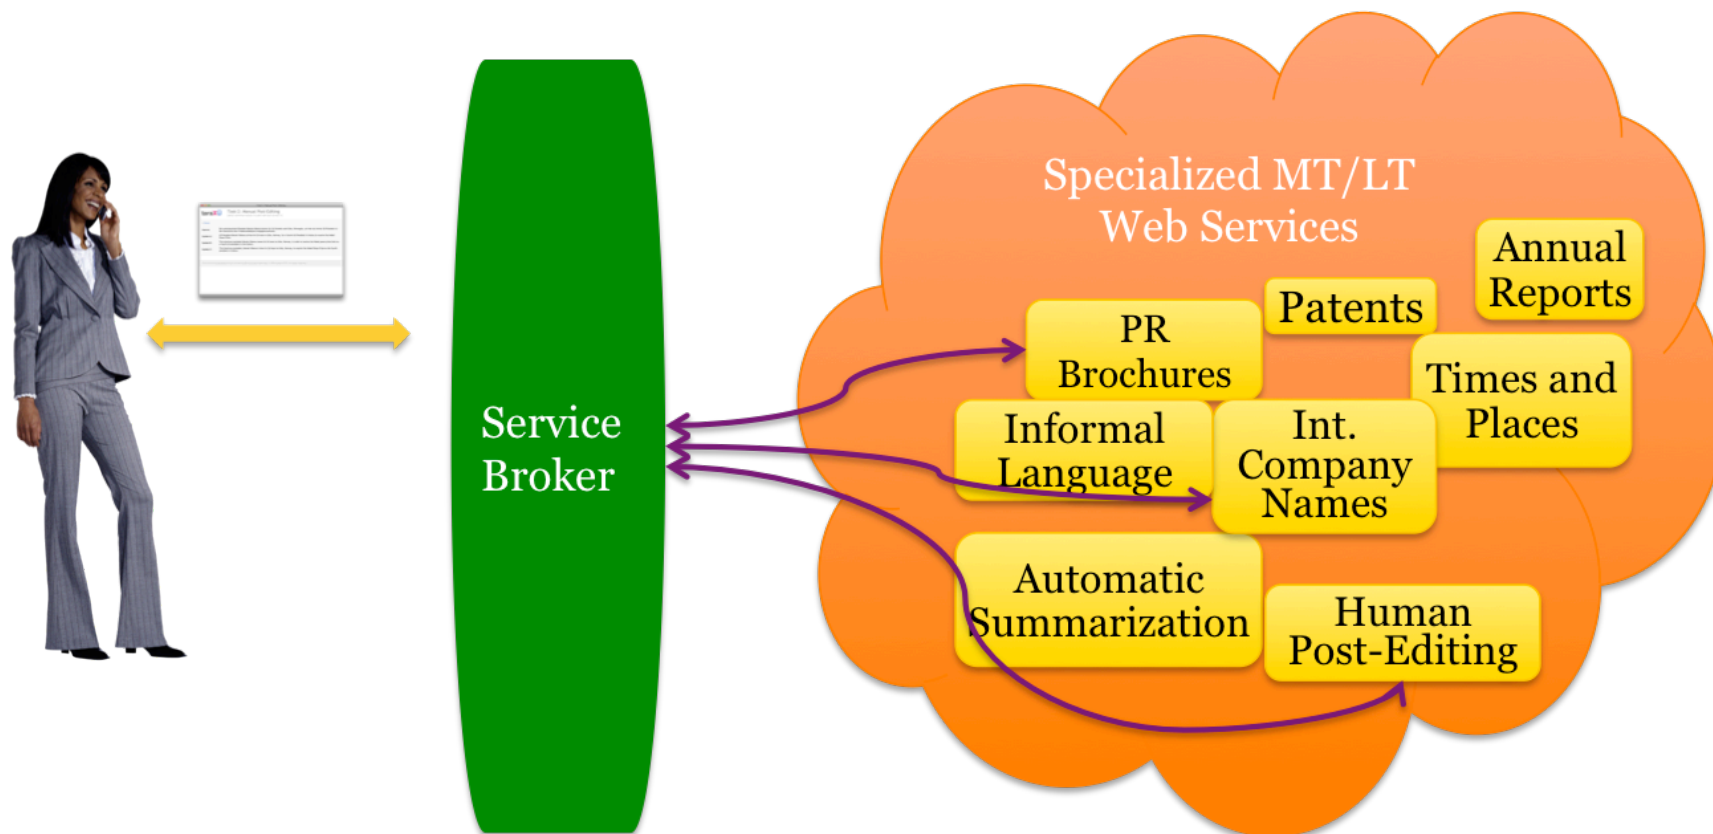 Specialized MT/LT
Web Services
Annual
Reports
Patents
PR
Brochures
Times and
Places
Service
Broker
Informal
Language
Int.
Company
Names
Automatic
Summarization
Human
Post-Editing